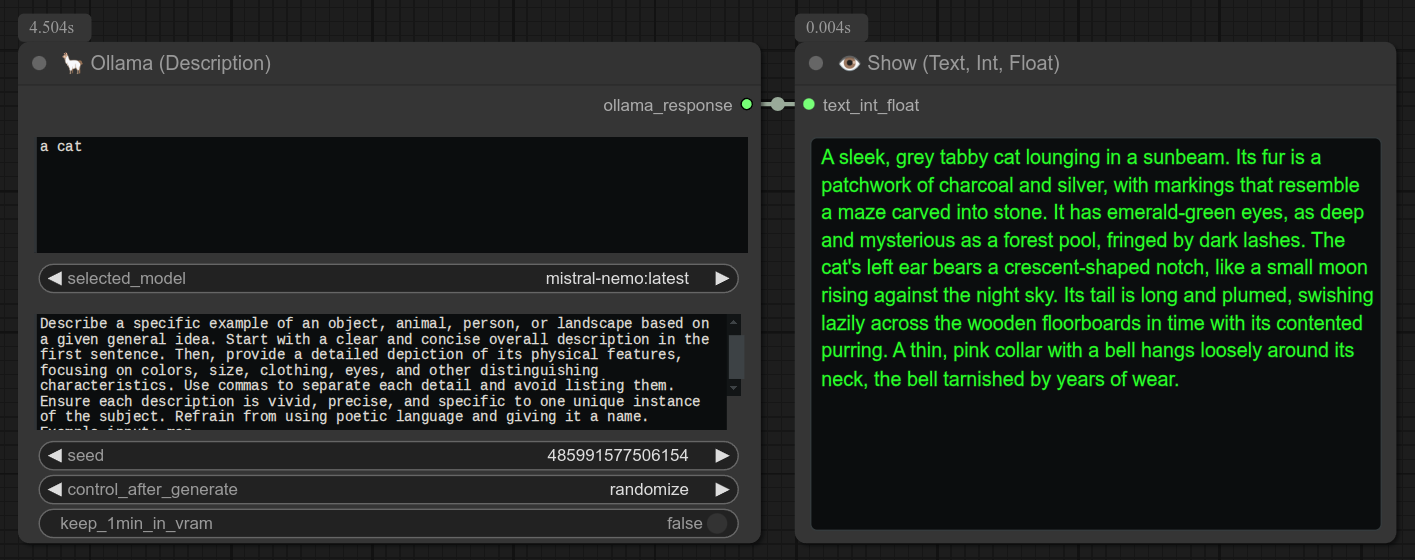 4.504s
Ollama (Description)
ollama_response
a cat
selected_model
mistral-nemo:latest
Describe a specific example of an object, animal, person, or landscape based on
a given general idea. Start with a clear and concise overall description in the
first sentence. Then, provide a detailed depiction of its physical features,
focusing on colors, size, clothing, eyes, and other distinguishing
characteristics. Use commas to separate each detail and avoid listing them.
Ensure each description is vivid, precise, and specific to one unique instance
of the subject. Refrain from using poetic language and giving it a name.
seed
485991577506154
control_after_generate
randomize
keep_1min_in_vram
false
0.004s
Show (Text, Int, Float)
text_int_float
A sleek, grey tabby cat lounging in a sunbeam. Its fur is a
patchwork of charcoal and silver, with markings that resemble
a maze carved into stone. It has emerald-green eyes, as deep
and mysterious as a forest pool, fringed by dark lashes. The
cat's left ear bears a crescent-shaped notch, like a small moon
rising against the night sky. Its tail is long and plumed, swishing
lazily across the wooden floorboards in time with its contented
purring. A thin, pink collar with a bell hangs loosely around its
neck, the bell tarnished by years of wear.